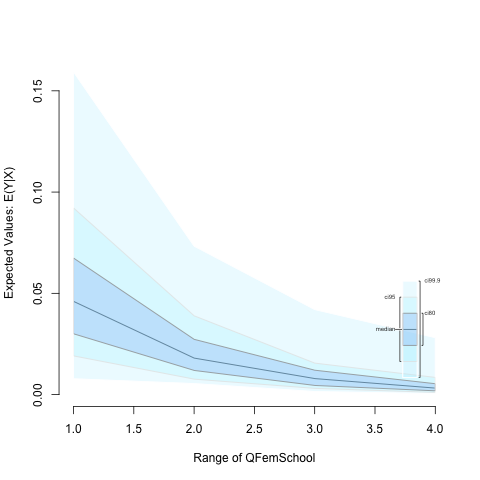 Expected Values: E(Y|X)
0.15
0.10
0.05
0.00
ci99.9
ci95
ci80
median
1.0 1.5 2.0 2.5 3.0 3.5 4.0
Range of QFemSchool